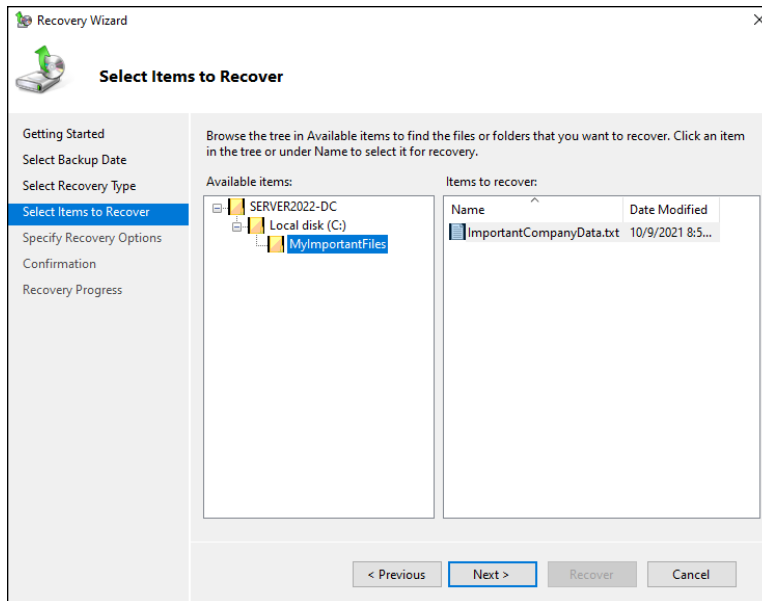 Recovery Wizard
Select Items to Recover
Getting Started
Select Backup Date
Select Recovery Type
Select Items to Recover
Specify Recovery Options
Confirmation
Recovery Progress
Browse the tree in Available items to find the files or folders that you want to recover. Click an item
in the tree or under Name to select it for recovery.
Available items:
SERVER2022-DC
Local disk (C:)
MyImportantFiles
Items to recover:
Name Date Modified
ImportantCompanyData.txt 10/9/2021 8:5...
< Previous Next > Recover Cancel